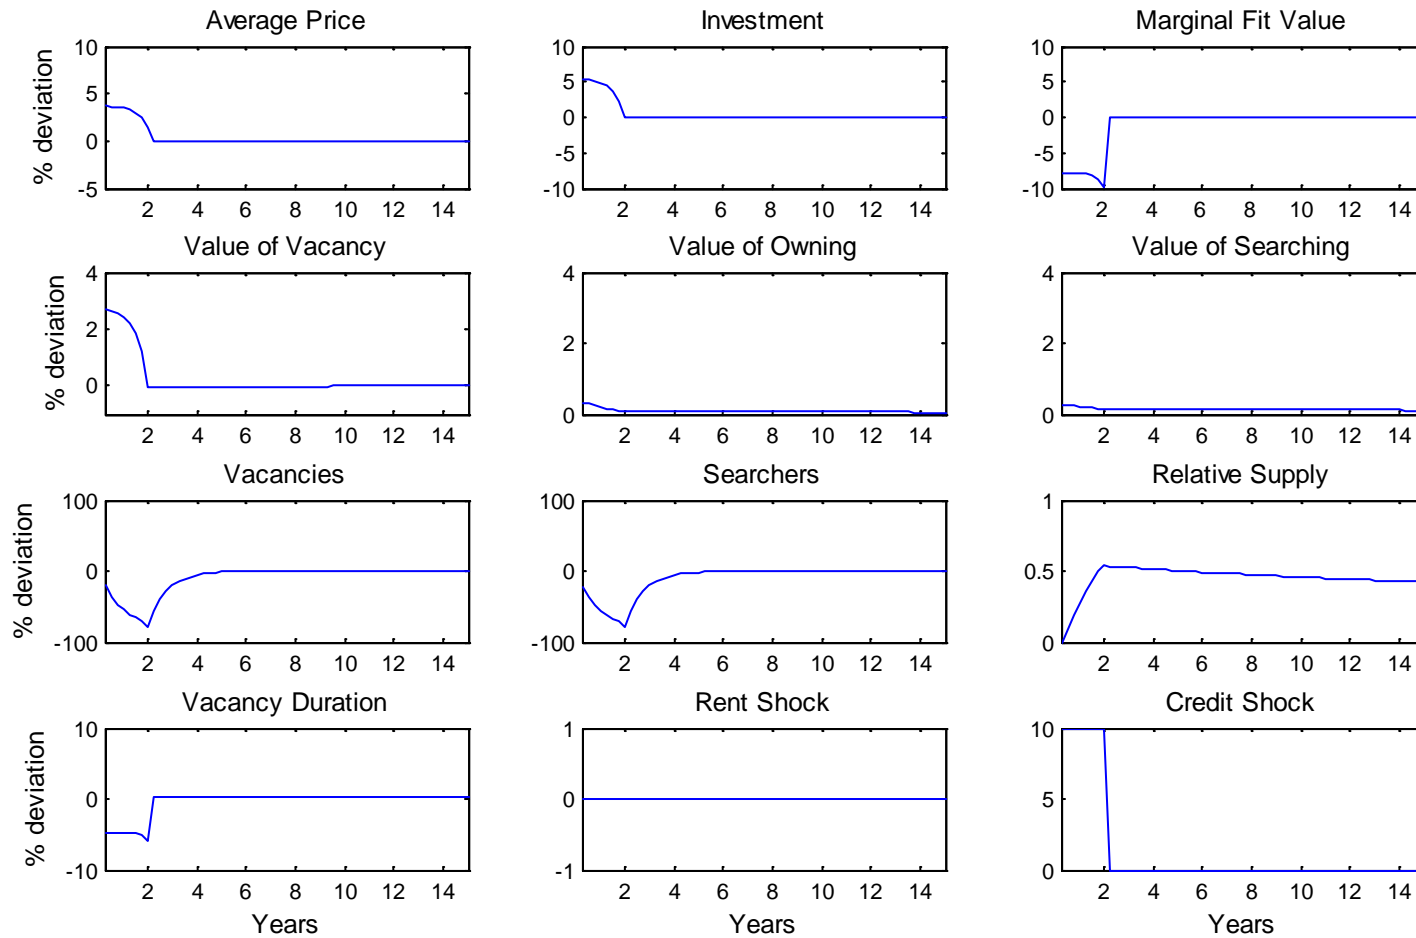 Average Price
Investment
Marginal Fit Value
% deviation
10
5
0
-5
2 4 6 8 10 12 14
10
5
0
-5
-10
2 4 6 8 10 12 14
10
5
0
-5
-10
2 4 6 8 10 12 14
Value of Vacancy
Value of Owning
Value of Searching
% deviation
4
2
0
2 4 6 8 10 12 14
4
2
0
2 4 6 8 10 12 14
4
2
0
2 4 6 8 10 12 14
Vacancies
Searchers
Relative Supply
% deviation
100
0
-100
2 4 6 8 10 12 14
100
0
-100
2 4 6 8 10 12 14
1
0.5
0
2 4 6 8 10 12 14
Vacancy Duration
Rent Shock
Credit Shock
% deviation
10
0
-10
2 4 6 8 10 12 14
Years
1
0
-1
2 4 6 8 10 12 14
Years
10
5
0
2 4 6 8 10 12 14
Years